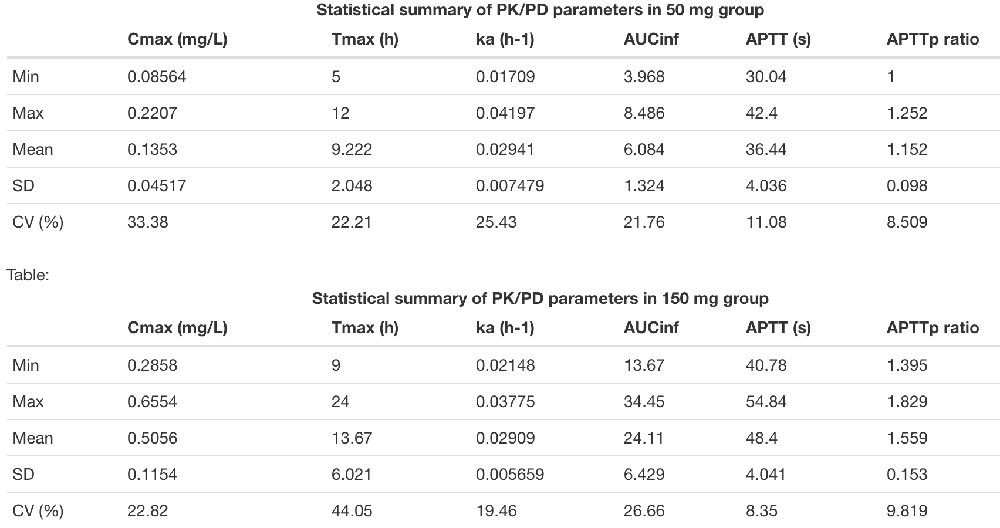 Statistical summary of PK/PD parameters in 50 mg group
Cmax (mg/L) Tmax (h) ka (h-1) AUCinf APTT (s) APTTp ratio
Min 0.08564 5 0.01709 3.968 30.04 1
Max 0.2207 12 0.04197 8.486 42.4 1.252
Mean 0.1353 9.222 0.02941 6.084 36.44 1.152
SD 0.04517 2.048 0.007479 1.324 4.036 0.098
CV (%) 33.38 22.21 25.43 21.76 11.08 8.509
Table:
Statistical summary of PK/PD parameters in 150 mg group
Cmax (mg/L) Tmax (h) ka (h-1) AUCinf APTT (s) APTTp ratio
Min 0.2858 9 0.02148 13.67 40.78 1.395
Max 0.6554 24 0.03775 34.45 54.84 1.829
Mean 0.5056 13.67 0.02909 24.11 48.4 1.559
SD 0.1154 6.021 0.005659 6.429 4.041 0.153
CV (%) 22.82 44.05 19.46 26.66 8.35 9.819